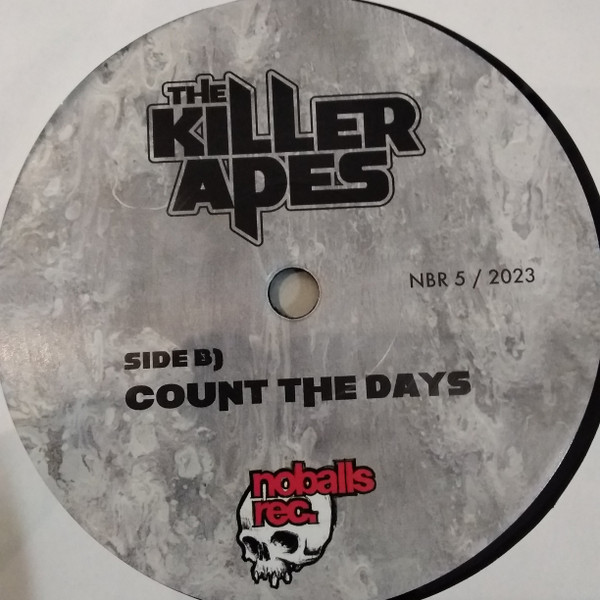 THE
KILLER
APES
NBR 5 / 2023
SIDE B)
COUNT THE DAYS
noballs
rec.